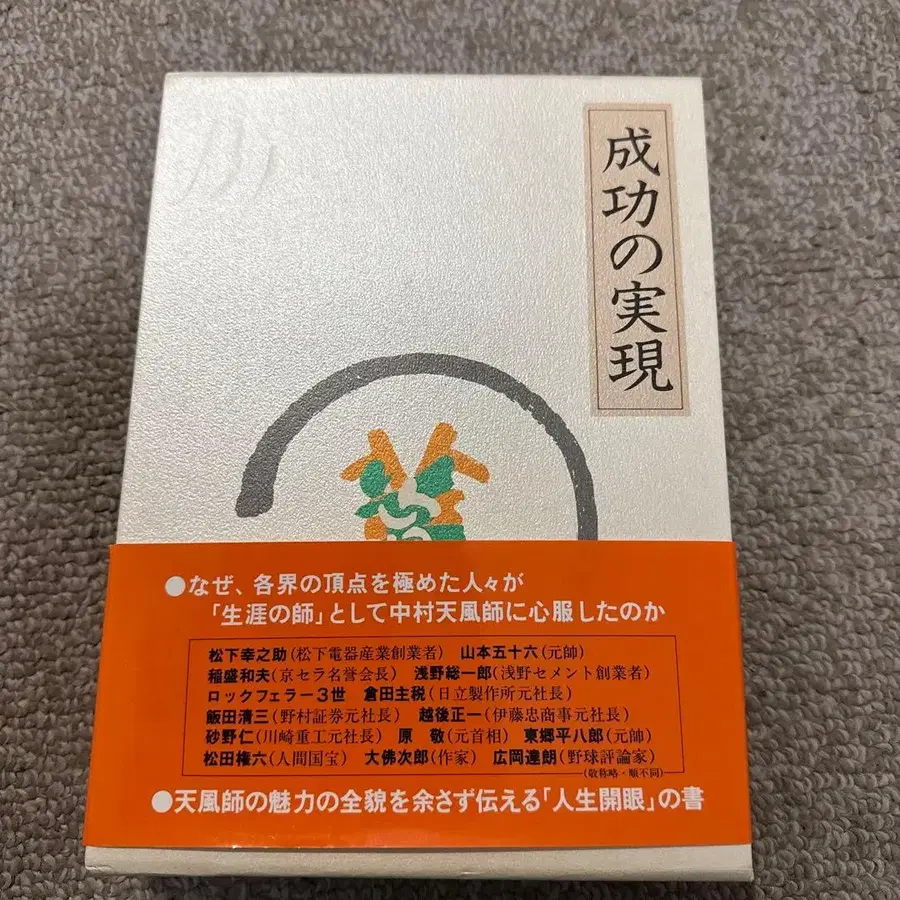 成功の実現
●なぜ、各界の頂点を極めた人々が
「生涯の師」として中村天風師に心服したのか
松下幸之助(松下電器産業創業者) 山本五十六(元帥)
稲盛和夫(京セラ名誉会長) 浅野総一郎(浅野セメント創業者)
ロックフェラー3世 倉田主税(日立製作所元社長)
飯田清三(野村証券元社長) 越後正一(伊藤忠商事元社長)
砂野仁(川崎重工元社長) 原 敬(元首相) 東郷平八郎(元帥)
松田権六(人間国宝) 大佛次郎(作家) 広岡達朗(野球評論家)
(敬称略・順不同)
●天風師の魅力の全貌を余さず伝える「人生開眼」の書